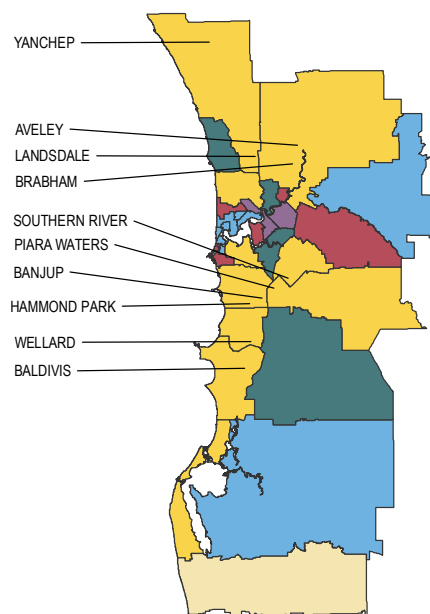 YANCHEP
AVELEY
LANDSDALE
BRABHAM
SOUTHERN RIVER
PIARA WATERS
BANJUP
HAMMOND PARK
WELLARD
BALDIVIS